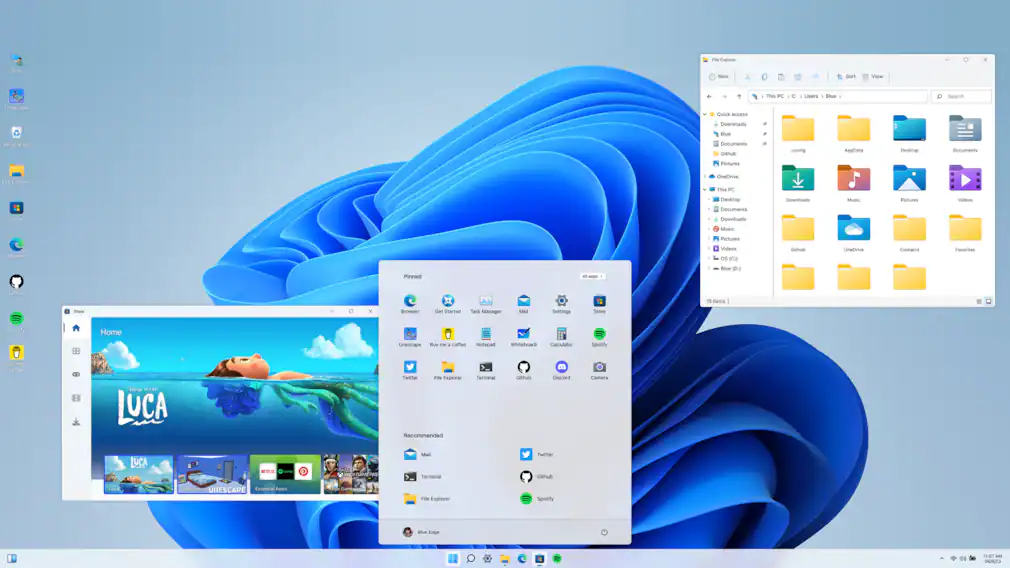 File Explorer
New
Sort
View
This PC
C:
Users
Blue
Search
Quick access
Downloads
Blue
Documents
Github
Pictures
OneDrive
This PC
Desktop
Documents
Downloads
Music
Pictures
Videos
OS (C:)
Blue (D:)
.config
AppData
Desktop
Documents
Downloads
Music
Pictures
Videos
Github
OneDrive
Contacts
Favorites
Store
Home
LUCA
LUCA
NETFLIX
UNESCAPE
Essential Apps
Pinned
All apps
Browser Get Started Task Manager Mail Settings Store
Unescape Buy me a coffee Notepad Whiteboard Calculator Spotify
Twitter File Explorer Terminal Github Discord Camera
Recommended
Mail Twitter
Terminal Github
File Explorer Spotify
Blue Edge